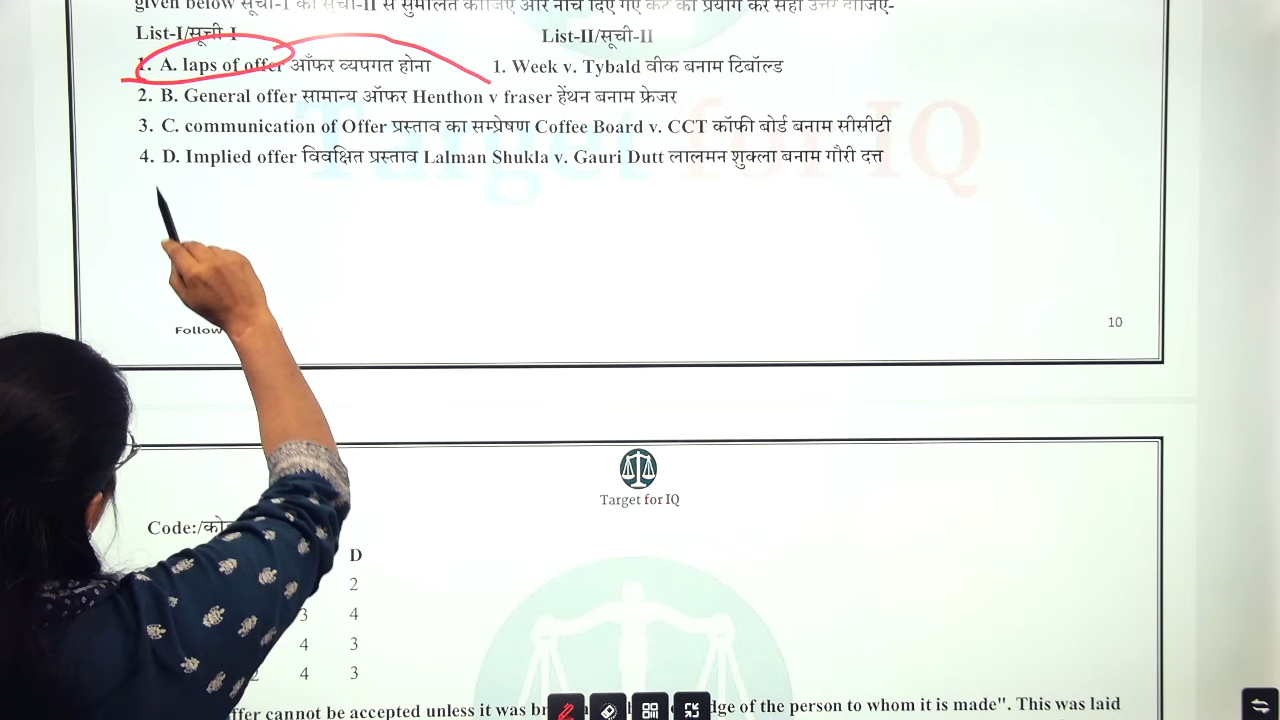 given below सूची-I को सूची-II से सुमेलित कीजिए और नीचे दिए गए कूट का प्रयोग कर सही उत्तर दीजिए-
List-I/सूची-I List-II/सूची-II
1. A. laps of offer ऑफर व्यपगत होना 1. Week v. Tybald वीक बनाम टिबॉल्ड
2. B. General offer सामान्य ऑफर Henthon v fraser हेंथन बनाम फ्रेजर
3. C. communication of Offer प्रस्ताव का सम्प्रेषण Coffee Board v. CCT कॉफी बोर्ड बनाम सीसीटी
4. D. Implied offer विवक्षित प्रस्ताव Lalman Shukla v. Gauri Dutt लालमन शुक्ला बनाम गौरी दत्त
Target for IQ
Follow
10
Target for IQ
Code:/
D
2
3 4
4 3
4 3
cannot be accepted unless it was of the person to whom it is made". This was laid